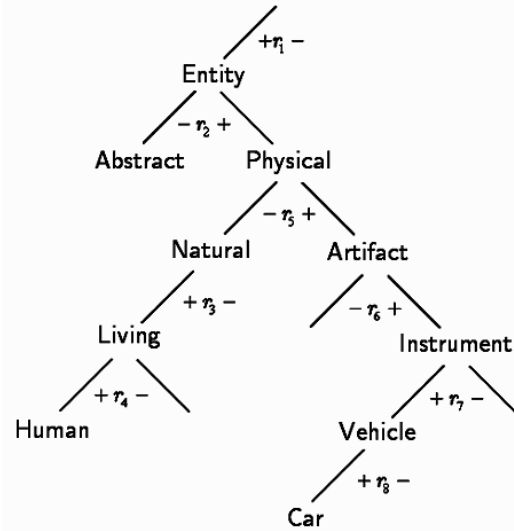 +r₁ −
Entity
− r₂ +
Abstract Physical
− r₅ +
Natural Artifact
+ r₃ − − r₆ +
Living Instrument
+ r₄ − + r₇ −
Human Vehicle
+ r₈ −
Car